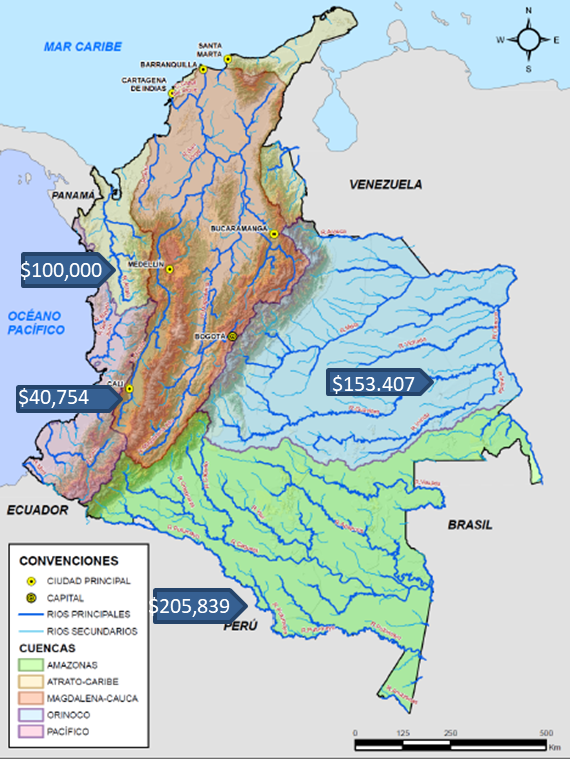 N
W
E
S
MAR CARIBE
SANTA
MARTA
BARRANQUILLA
CARTAGENA
DE INDIAS
PANAMÁ
VENEZUELA
BUCARAMANGA
MEDELLÍN
$100,000
OCÉANO
PACÍFICO
BOGOTÁ
CALI
$40,754
$153.407
ECUADOR
BRASIL
$205,839
PERÚ
CONVENCIONES
CIUDAD PRINCIPAL
CAPITAL
RIOS PRINCIPALES
RIOS SECUNDARIOS
CUENCAS
AMAZONAS
ATRATO-CARIBE
MAGDALENA-CAUCA
ORINOCO
PACÍFICO
0
125
250
500
Km